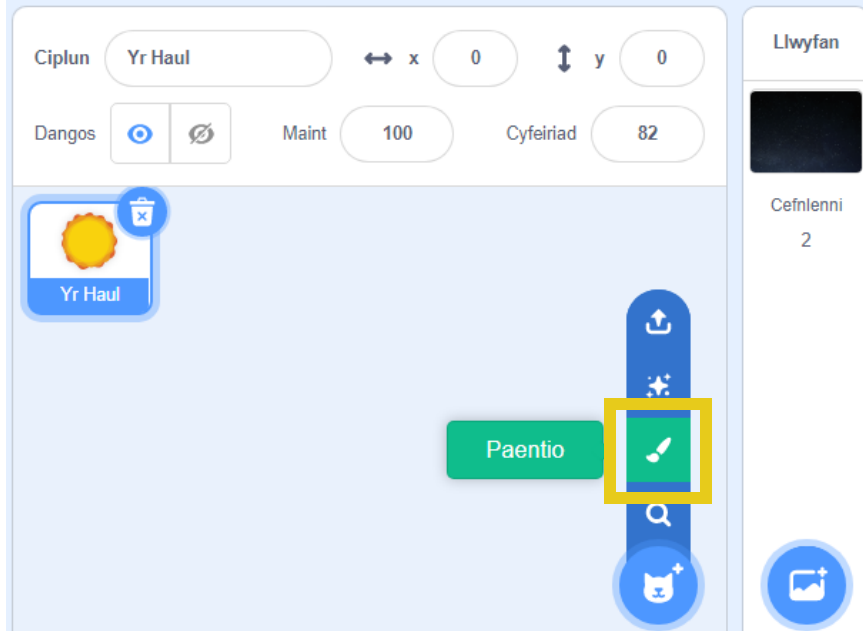 Ciplun Yr Haul x 0 y 0
Dangos Maint 100 Cyfeiriad 82
Yr Haul
Paentio
Llwyfan
Cefnlenni
2